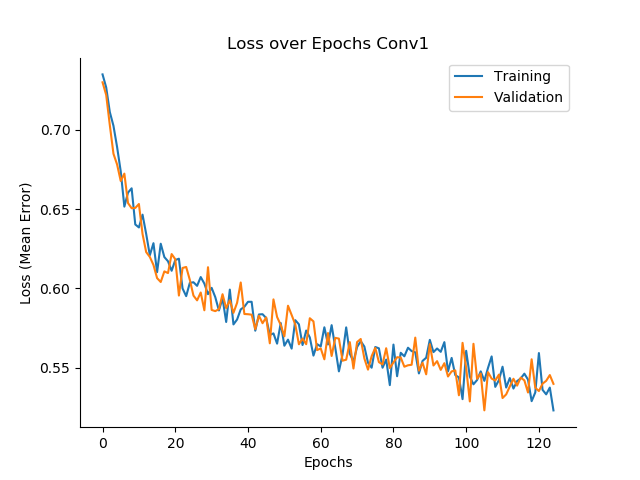 Loss over Epochs Conv1
Training
Validation
0.70
0.65
0.60
0.55
Loss (Mean Error)
0
20
40
60
80
100
120
Epochs